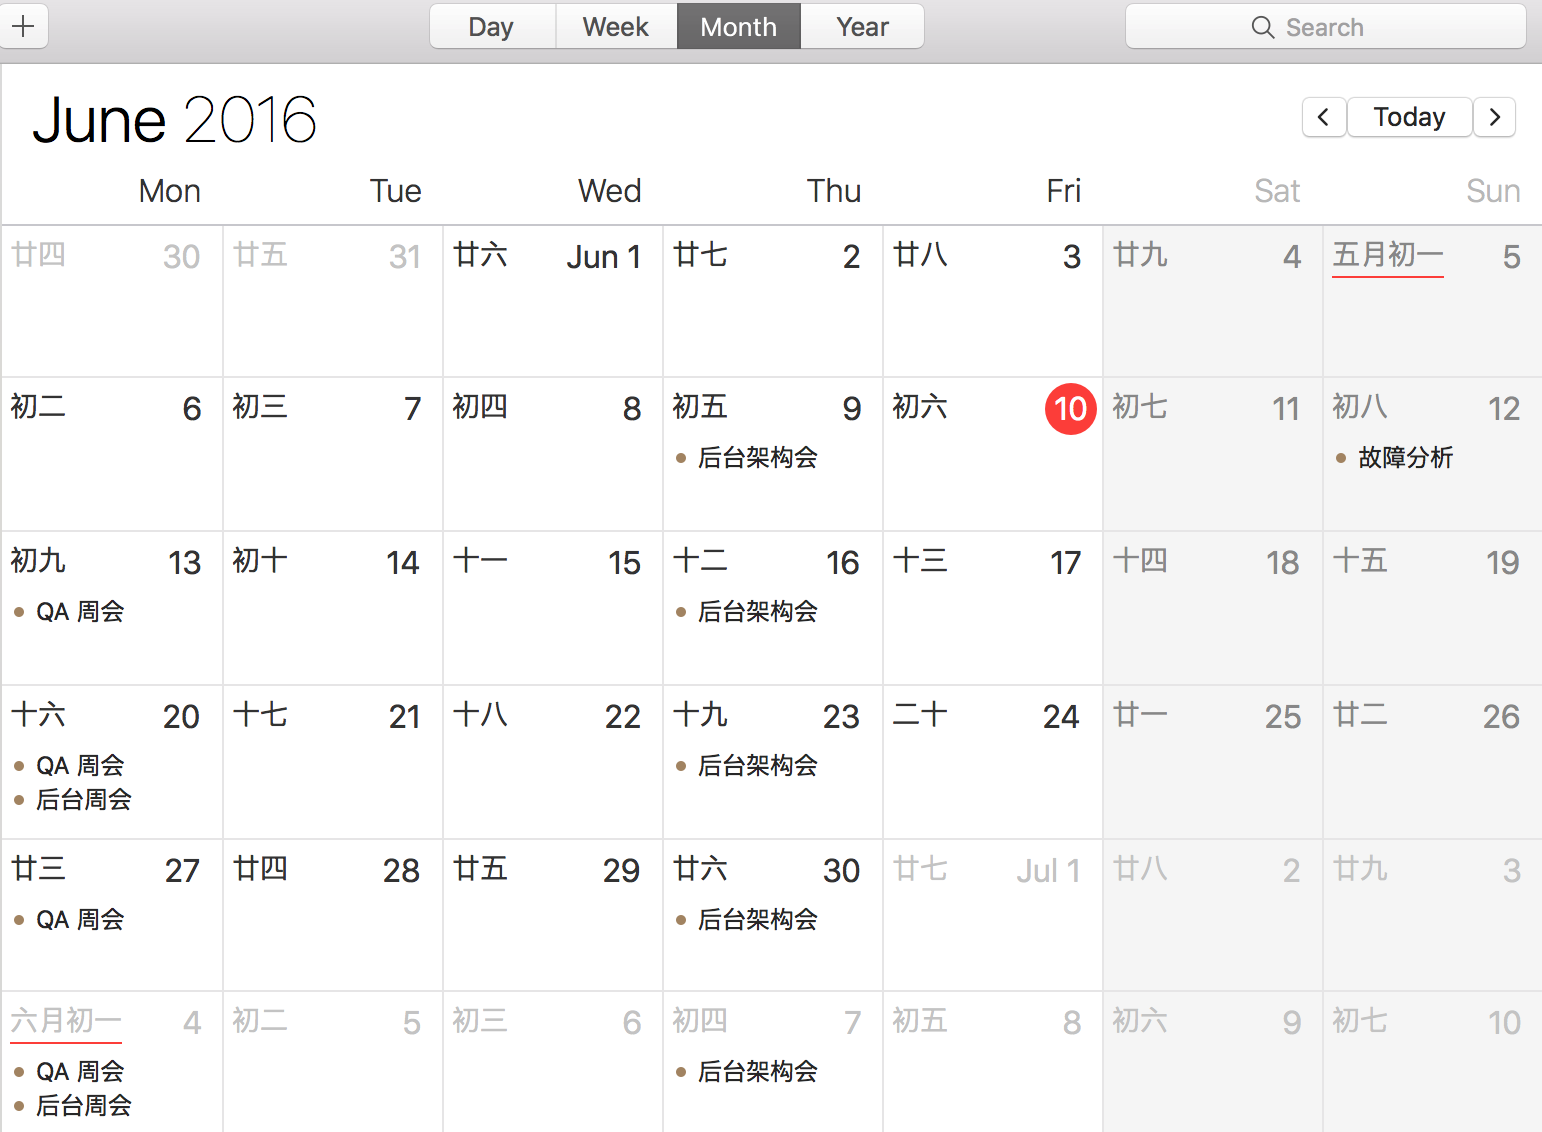 Day Week Month Year Search
June 2016
Today
Mon Tue Wed Thu Fri Sat Sun
廿四 30 廿五 31 廿六 Jun 1 廿七 2 廿八 3 廿九 4 五月初一 5
初二 6 初三 7 初四 8 初五 9 初六 10 初七 11 初八 12
后台架构会 故障分析
初九 13 初十 14 十一 15 十二 16 十三 17 十四 18 十五 19
QA 周会 后台架构会
十六 20 十七 21 十八 22 十九 23 二十 24 廿一 25 廿二 26
QA 周会 后台架构会
后台周会
廿三 27 廿四 28 廿五 29 廿六 30 廿七 Jul 1 廿八 2 廿九 3
QA 周会 后台架构会
六月初一 4 初二 5 初三 6 初四 7 初五 8 初六 9 初七 10
QA 周会 后台架构会
后台周会